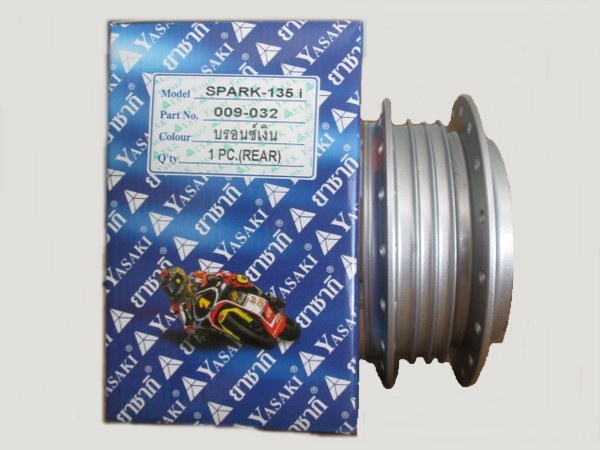 YASAKI ยาซากิ
Model SPARK-135 i
Part No. 009-032
Colour บรอนซ์เงิน
Q'ty 1 PC.(REAR)
YASAKI ยาซากิ
YASAKI ยาซากิ
YASAKI ยาซากิ
YASAKI ยาซากิ
YASAKI